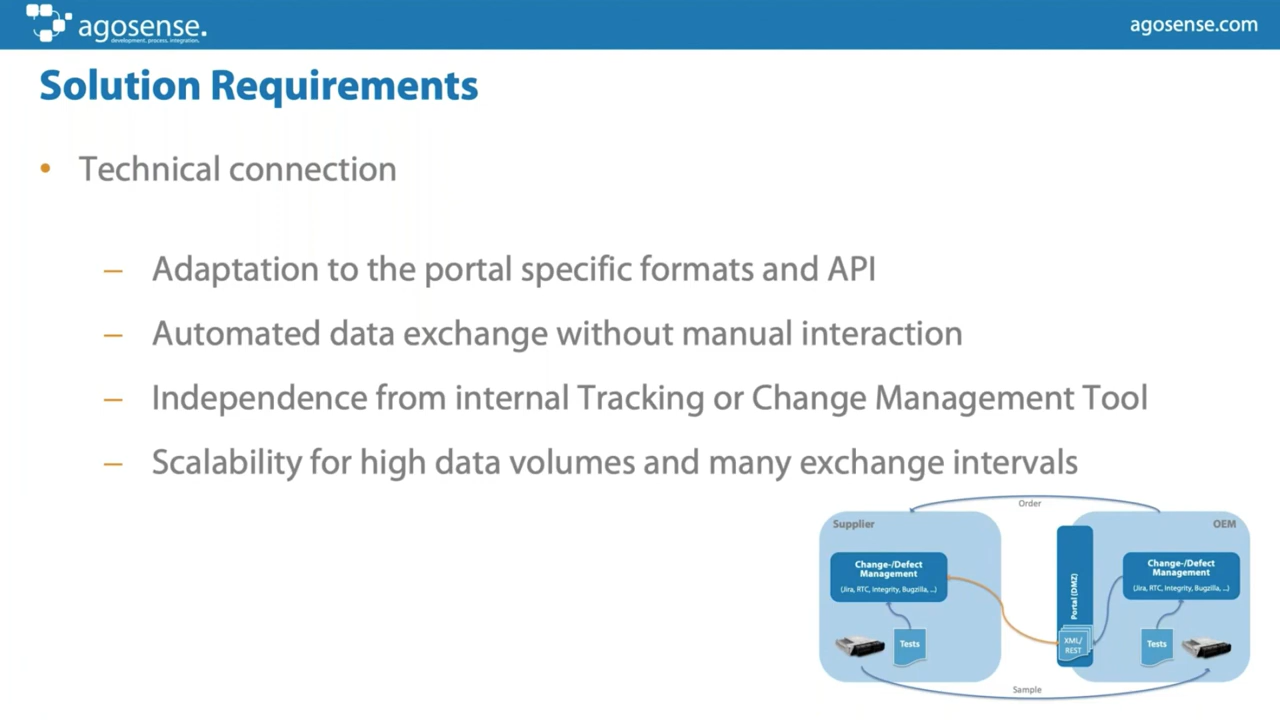 agosense.
development, process, integration.
agosense.com
Solution Requirements
• Technical connection
– Adaptation to the portal specific formats and API
– Automated data exchange without manual interaction
– Independence from internal Tracking or Change Management Tool
– Scalability for high data volumes and many exchange intervals
Order
Supplier
OEM
Change-/Defect
Management
(Jira, RTC, Integrity, Bugzilla, ...)
Change-/Defect
Management
(Jira, RTC, Integrity, Bugzilla, ...)
Portal (DMZ)
Tests
XML/
REST
Tests
Sample